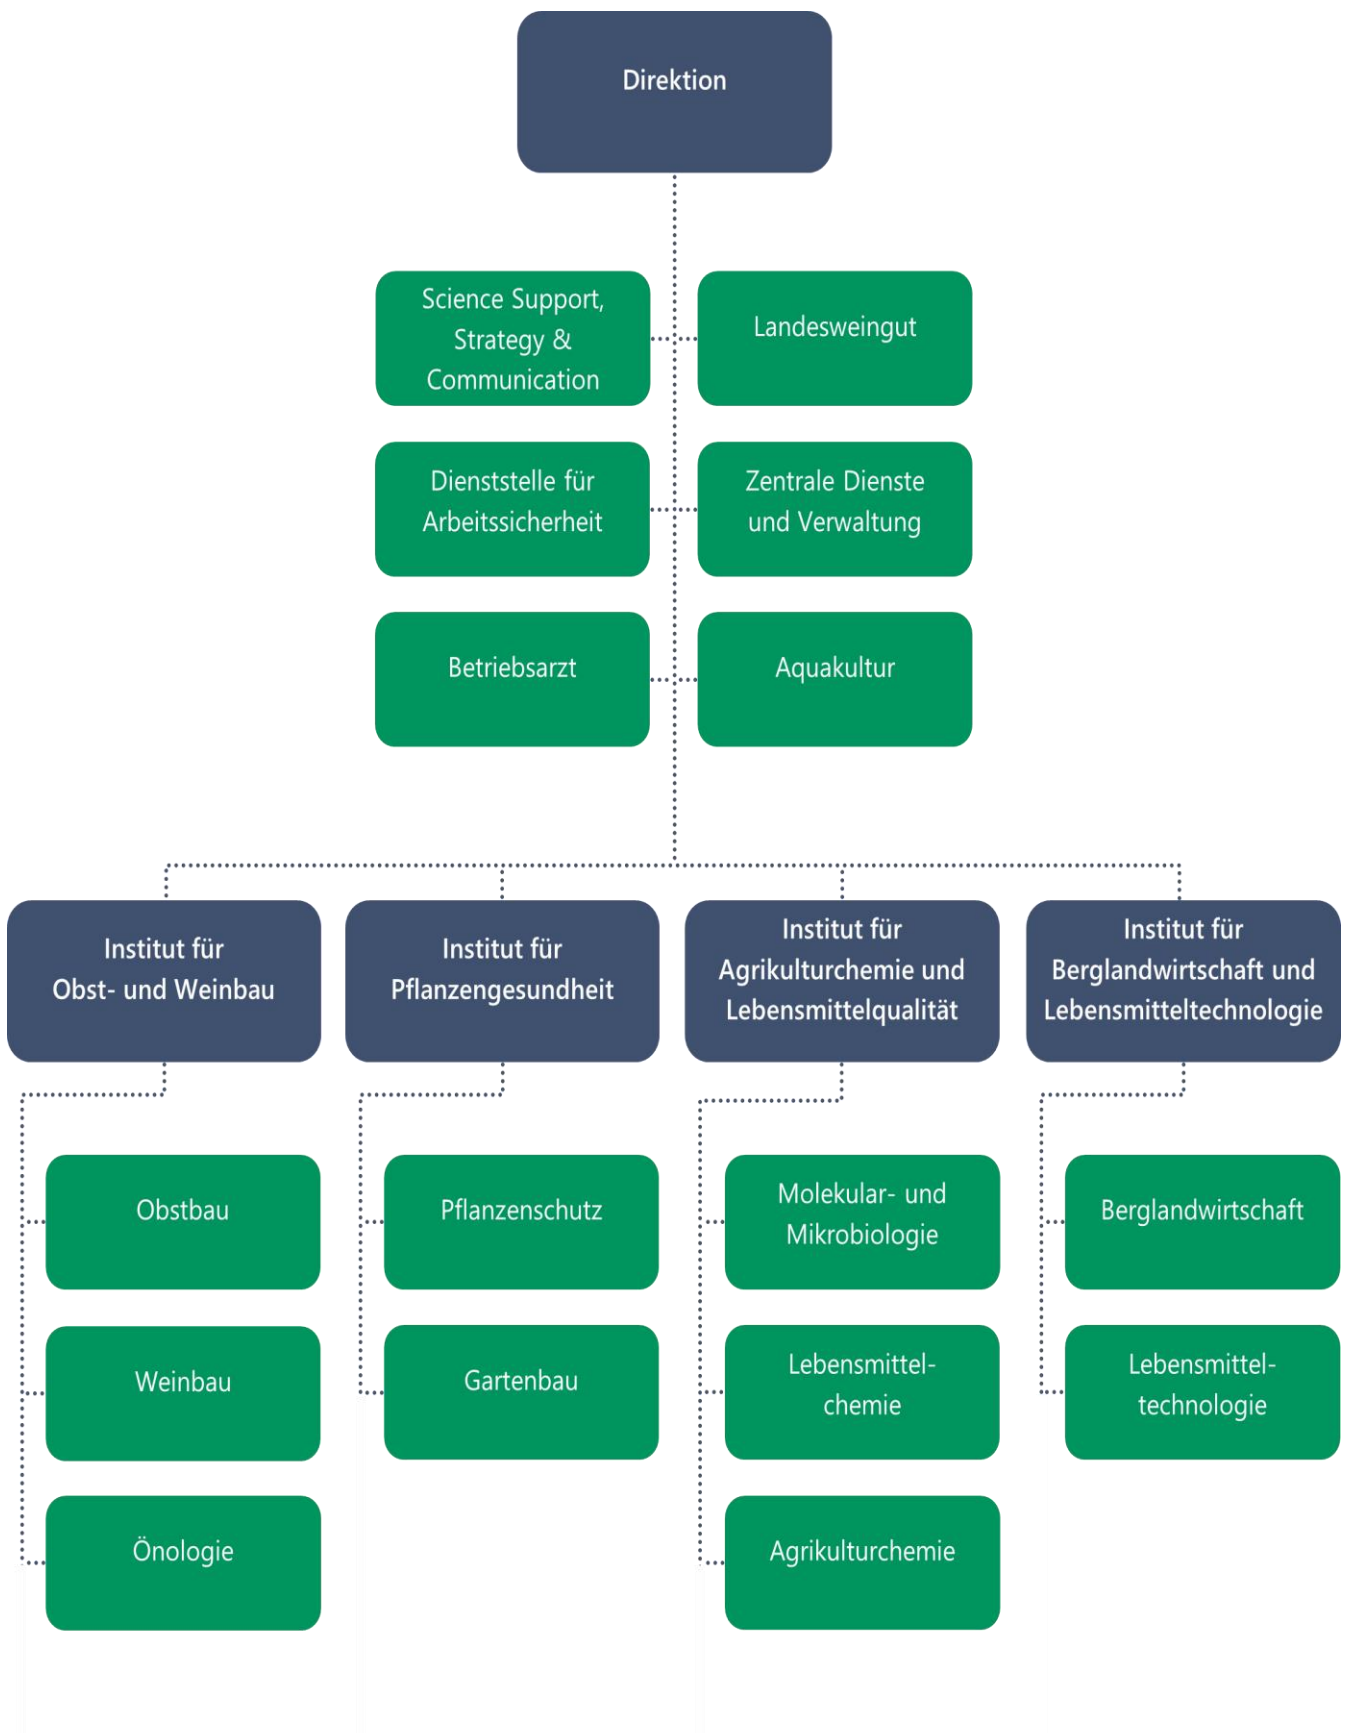 Direktion
Science Support,
Strategy &
Communication
Landesweingut
Dienststelle für
Arbeitssicherheit
Zentrale Dienste
und Verwaltung
Betriebsarzt
Aquakultur
Institut für
Obst- und Weinbau
Institut für
Pflanzengesundheit
Institut für
Agrikulturchemie und
Lebensmittelqualität
Institut für
Berglandwirtschaft und
Lebensmitteltechnologie
Obstbau
Weinbau
Önologie
Pflanzenschutz
Gartenbau
Molekular- und
Mikrobiologie
Lebensmittel-
chemie
Agrikulturchemie
Berglandwirtschaft
Lebensmittel-
technologie